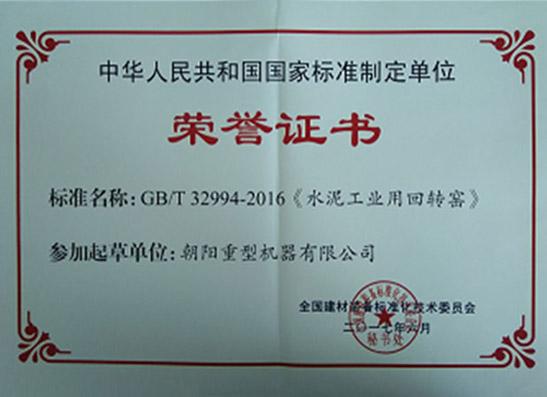 中华人民共和国国家标准制定单位
荣誉证书
标准名称：GB/T 32994-2016《水泥工业用回转窑》
参加起草单位：朝阳重型机器有限公司
全国建材装备标准化技术委员会
二〇一七年六月
秘书处